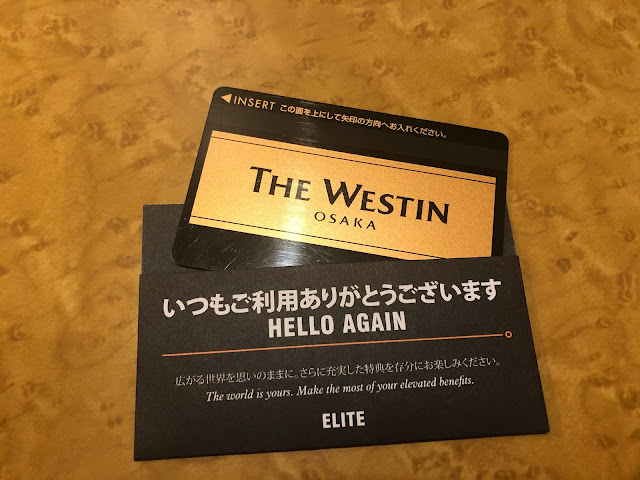 ◀INSERT この面を上にして矢印の方向へお入れください。
THE WESTIN
OSAKA
いつもご利用ありがとうございます
HELLO AGAIN
広がる世界を思いのままに。さらに充実した特典を存分にお楽しみください。
The world is yours. Make the most of your elevated benefits.
ELITE